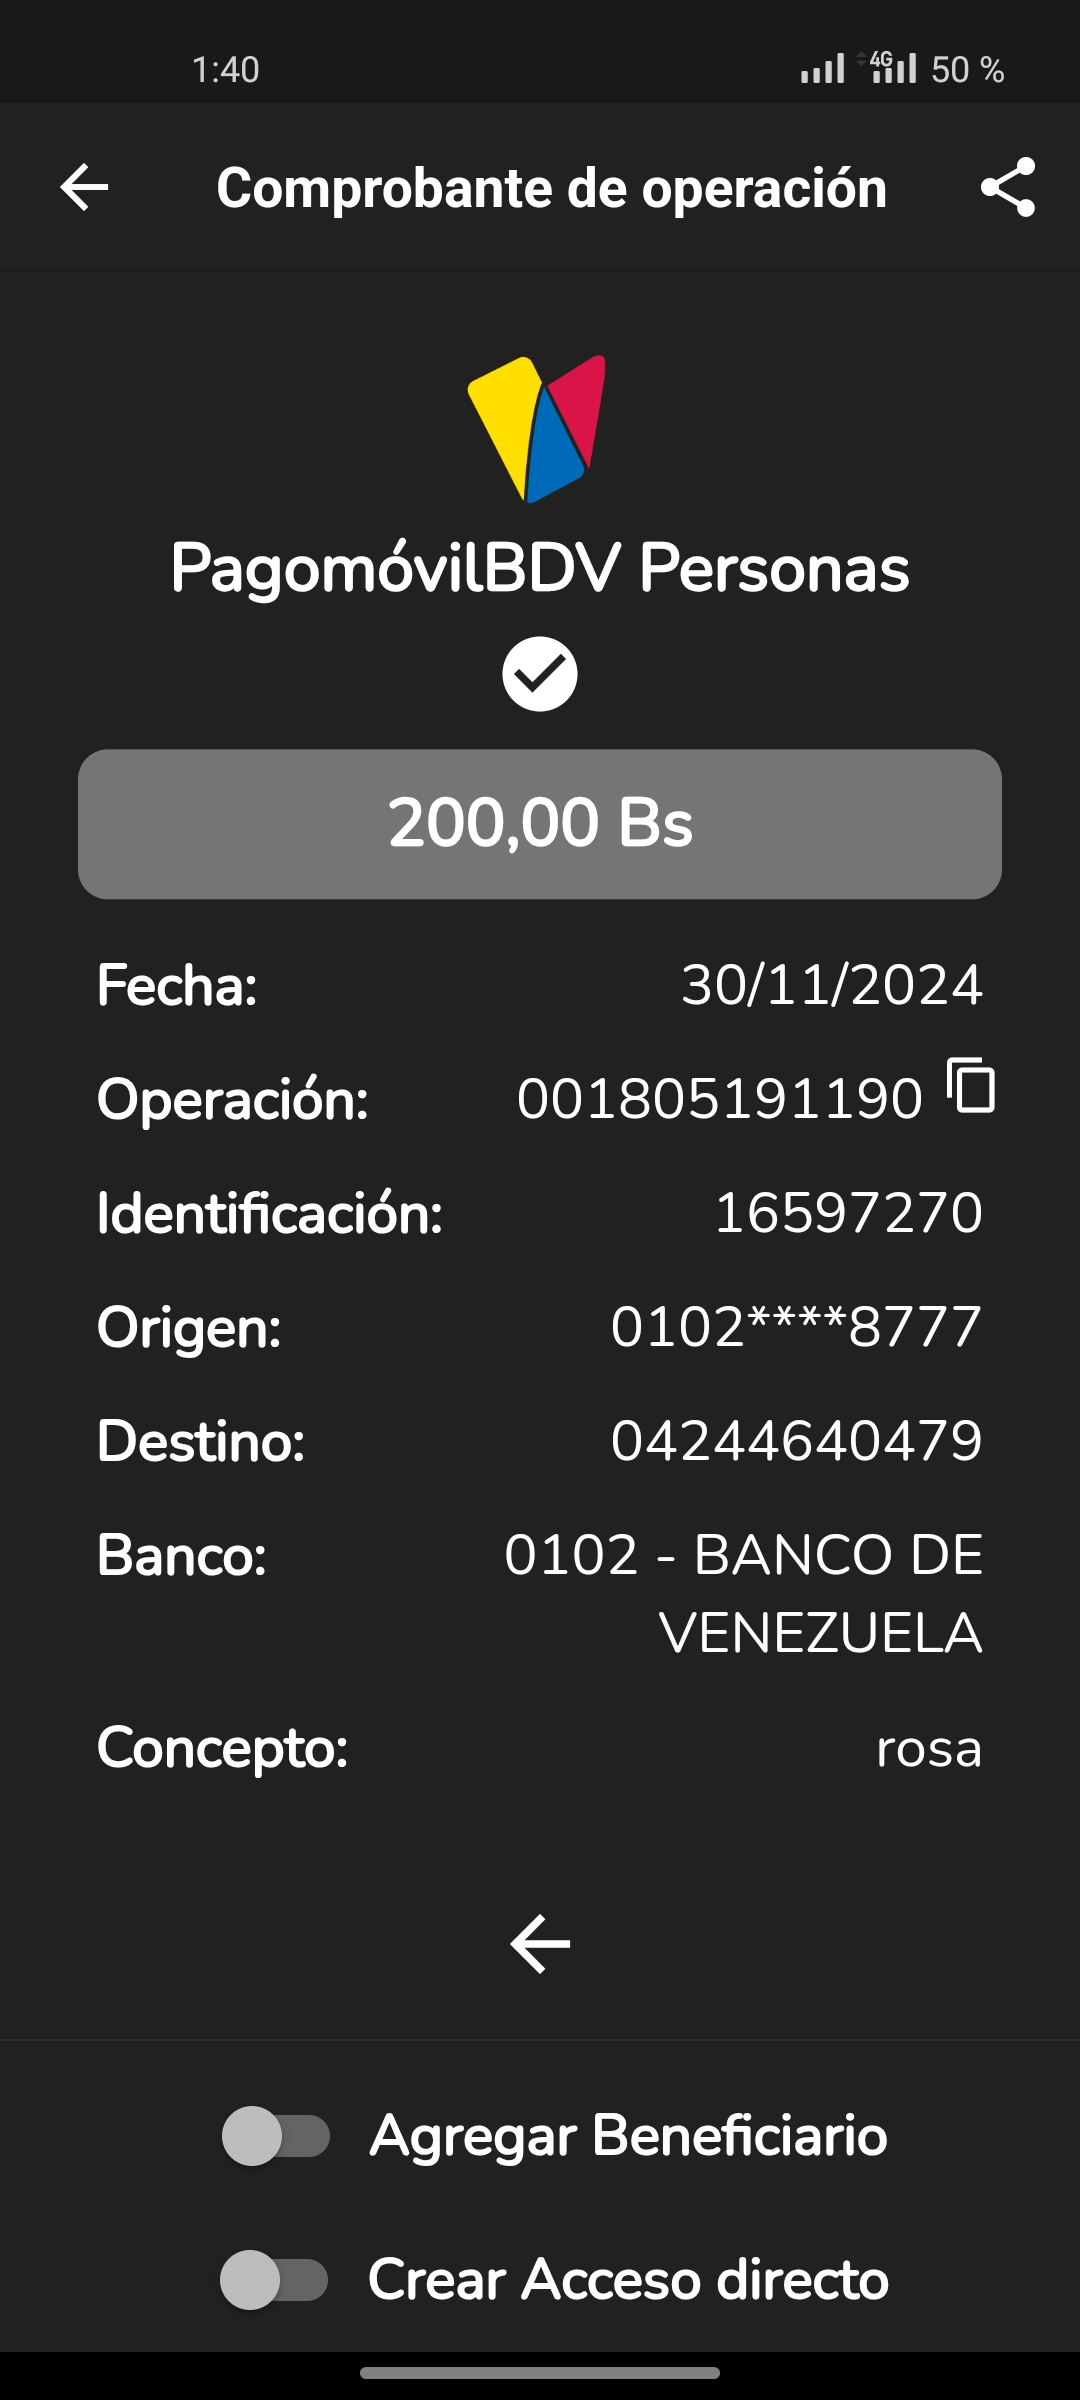 1:40
4G 50 %
Comprobante de operación
PagomóvilBDV Personas
200,00 Bs
Fecha: 30/11/2024
Operación: 001805191190
Identificación: 16597270
Origen: 0102****8777
Destino: 04244640479
Banco: 0102 - BANCO DE
VENEZUELA
Concepto: rosa
Agregar Beneficiario
Crear Acceso directo